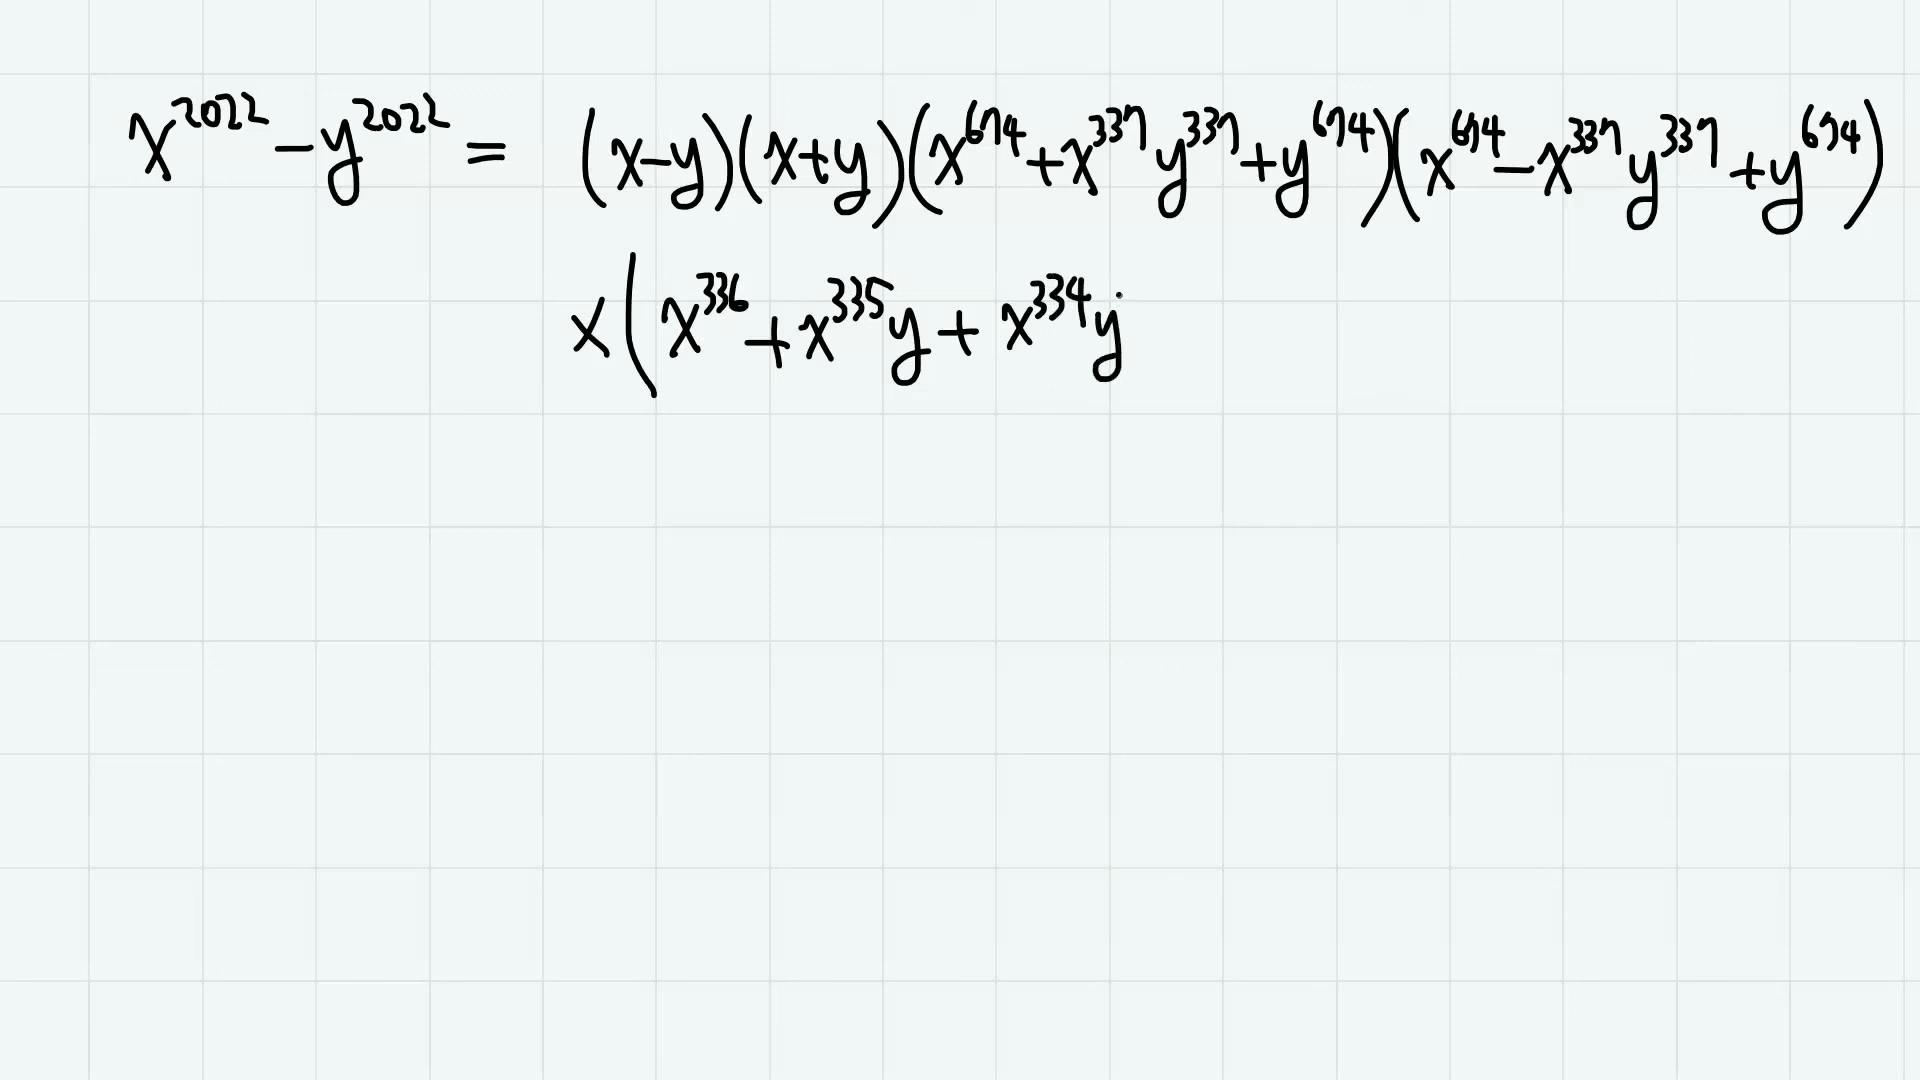 x^2022 - y^2022 = (x-y)(x+y)(x^674 + x^337 y^337 + y^674)(x^674 - x^337 y^337 + y^674)
x(x^336 + x^335 y + x^334 y